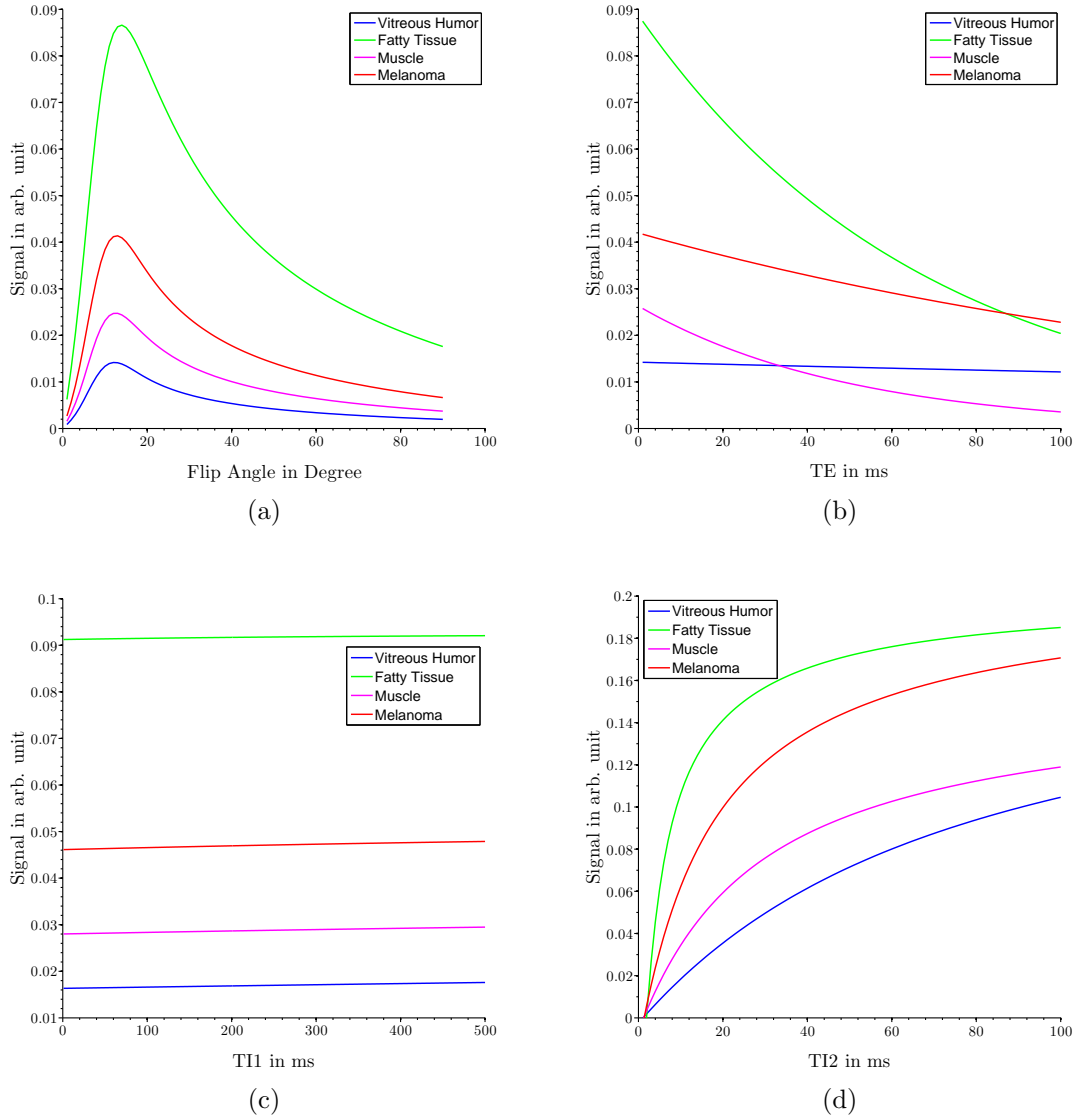 0.09
0.08
0.07
0.06
0.05
0.04
0.03
0.02
0.01
0
Signal in arb. unit
0 20 40 60 80 100
Flip Angle in Degree
Vitreous Humor
Fatty Tissue
Muscle
Melanoma
(a)
0.09
0.08
0.07
0.06
0.05
0.04
0.03
0.02
0.01
0
Signal in arb. unit
0 20 40 60 80 100
TE in ms
Vitreous Humor
Fatty Tissue
Muscle
Melanoma
(b)
0.1
0.09
0.08
0.07
0.06
0.05
0.04
0.03
0.02
0.01
Signal in arb. unit
0 100 200 300 400 500
TI1 in ms
Vitreous Humor
Fatty Tissue
Muscle
Melanoma
(c)
0.2
0.18
0.16
0.14
0.12
0.1
0.08
0.06
0.04
0.02
0
Signal in arb. unit
0 20 40 60 80 100
TI2 in ms
Vitreous Humor
Fatty Tissue
Muscle
Melanoma
(d)